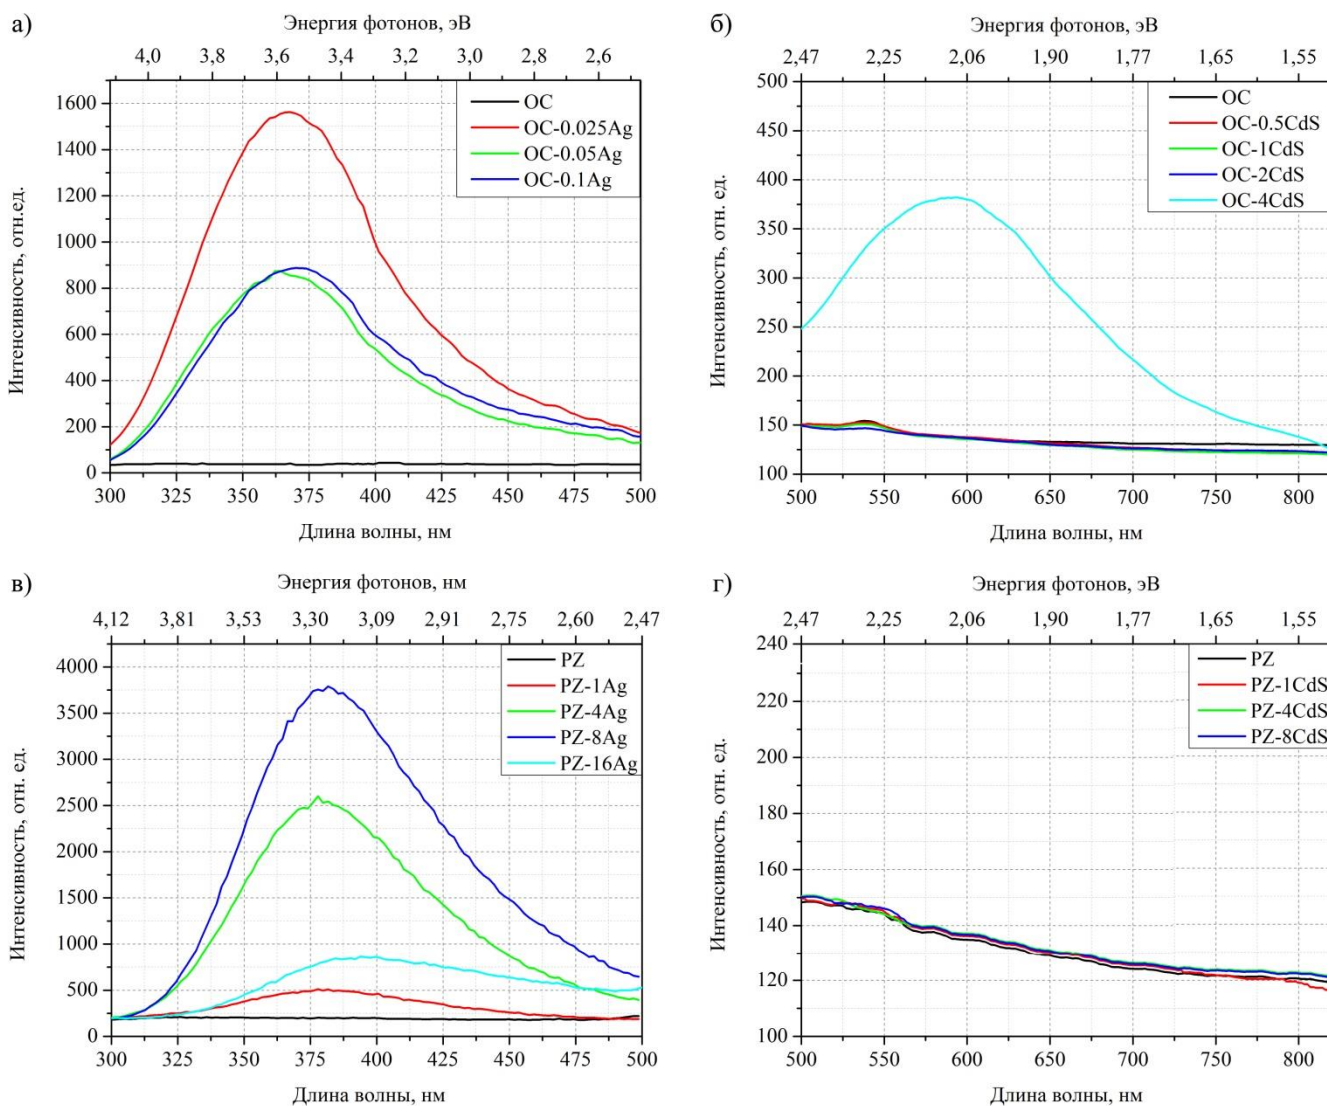 а)
Энергия фотонов, эВ
4,0 3,8 3,6 3,4 3,2 3,0 2,8 2,6
Интенсивность, отн.ед.
1600
1400
1200
1000
800
600
400
200
0
OC
OC-0.025Ag
OC-0.05Ag
OC-0.1Ag
300 325 350 375 400 425 450 475 500
Длина волны, нм
б)
Энергия фотонов, эВ
2,47 2,25 2,06 1,90 1,77 1,65 1,55
Интенсивность, отн. ед.
500
450
400
350
300
250
200
150
100
OC
OC-0.5CdS
OC-1CdS
OC-2CdS
OC-4CdS
500 550 600 650 700 750 800
Длина волны, нм
в)
Энергия фотонов, нм
4,12 3,81 3,53 3,30 3,09 2,91 2,75 2,60 2,47
Интенсивность, отн. ед.
4000
3750
3500
3000
2500
2000
1500
1000
500
0
PZ
PZ-1Ag
PZ-4Ag
PZ-8Ag
PZ-16Ag
300 325 350 375 400 425 450 475 500
Длина волны, нм
г)
Энергия фотонов, эВ
2,47 2,25 2,06 1,90 1,77 1,65 1,55
Интенсивность, отн. ед.
240
220
200
180
160
140
120
100
PZ
PZ-1CdS
PZ-4CdS
PZ-8CdS
500 550 600 650 700 750 800
Длина волны, нм